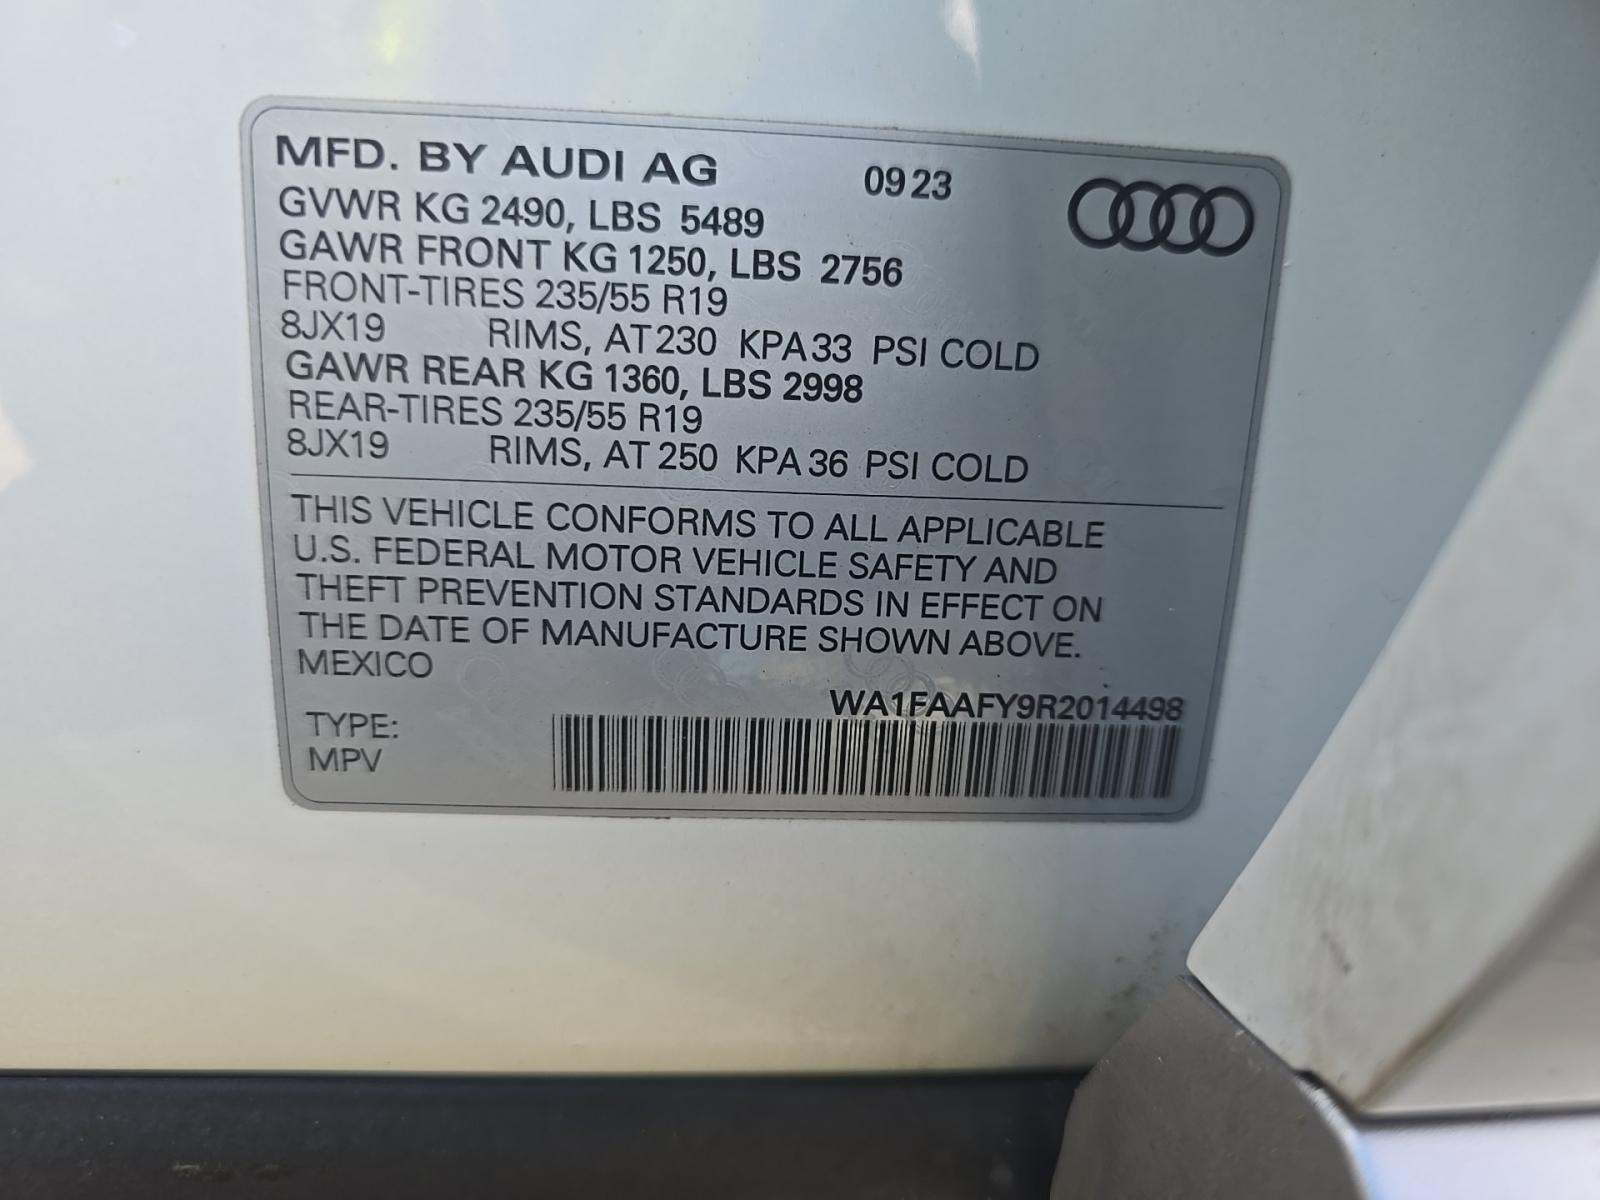 MFD. BY AUDI AG 0923
GVWR KG 2490, LBS 5489
GAWR FRONT KG 1250, LBS 2756
FRONT-TIRES 235/55 R19
8JX19 RIMS, AT 230 KPA 33 PSI COLD
GAWR REAR KG 1360, LBS 2998
REAR-TIRES 235/55 R19
8JX19 RIMS, AT 250 KPA 36 PSI COLD
THIS VEHICLE CONFORMS TO ALL APPLICABLE
U.S. FEDERAL MOTOR VEHICLE SAFETY AND
THEFT PREVENTION STANDARDS IN EFFECT ON
THE DATE OF MANUFACTURE SHOWN ABOVE.
MEXICO
WA1FAAFY9R2014498
TYPE:
MPV